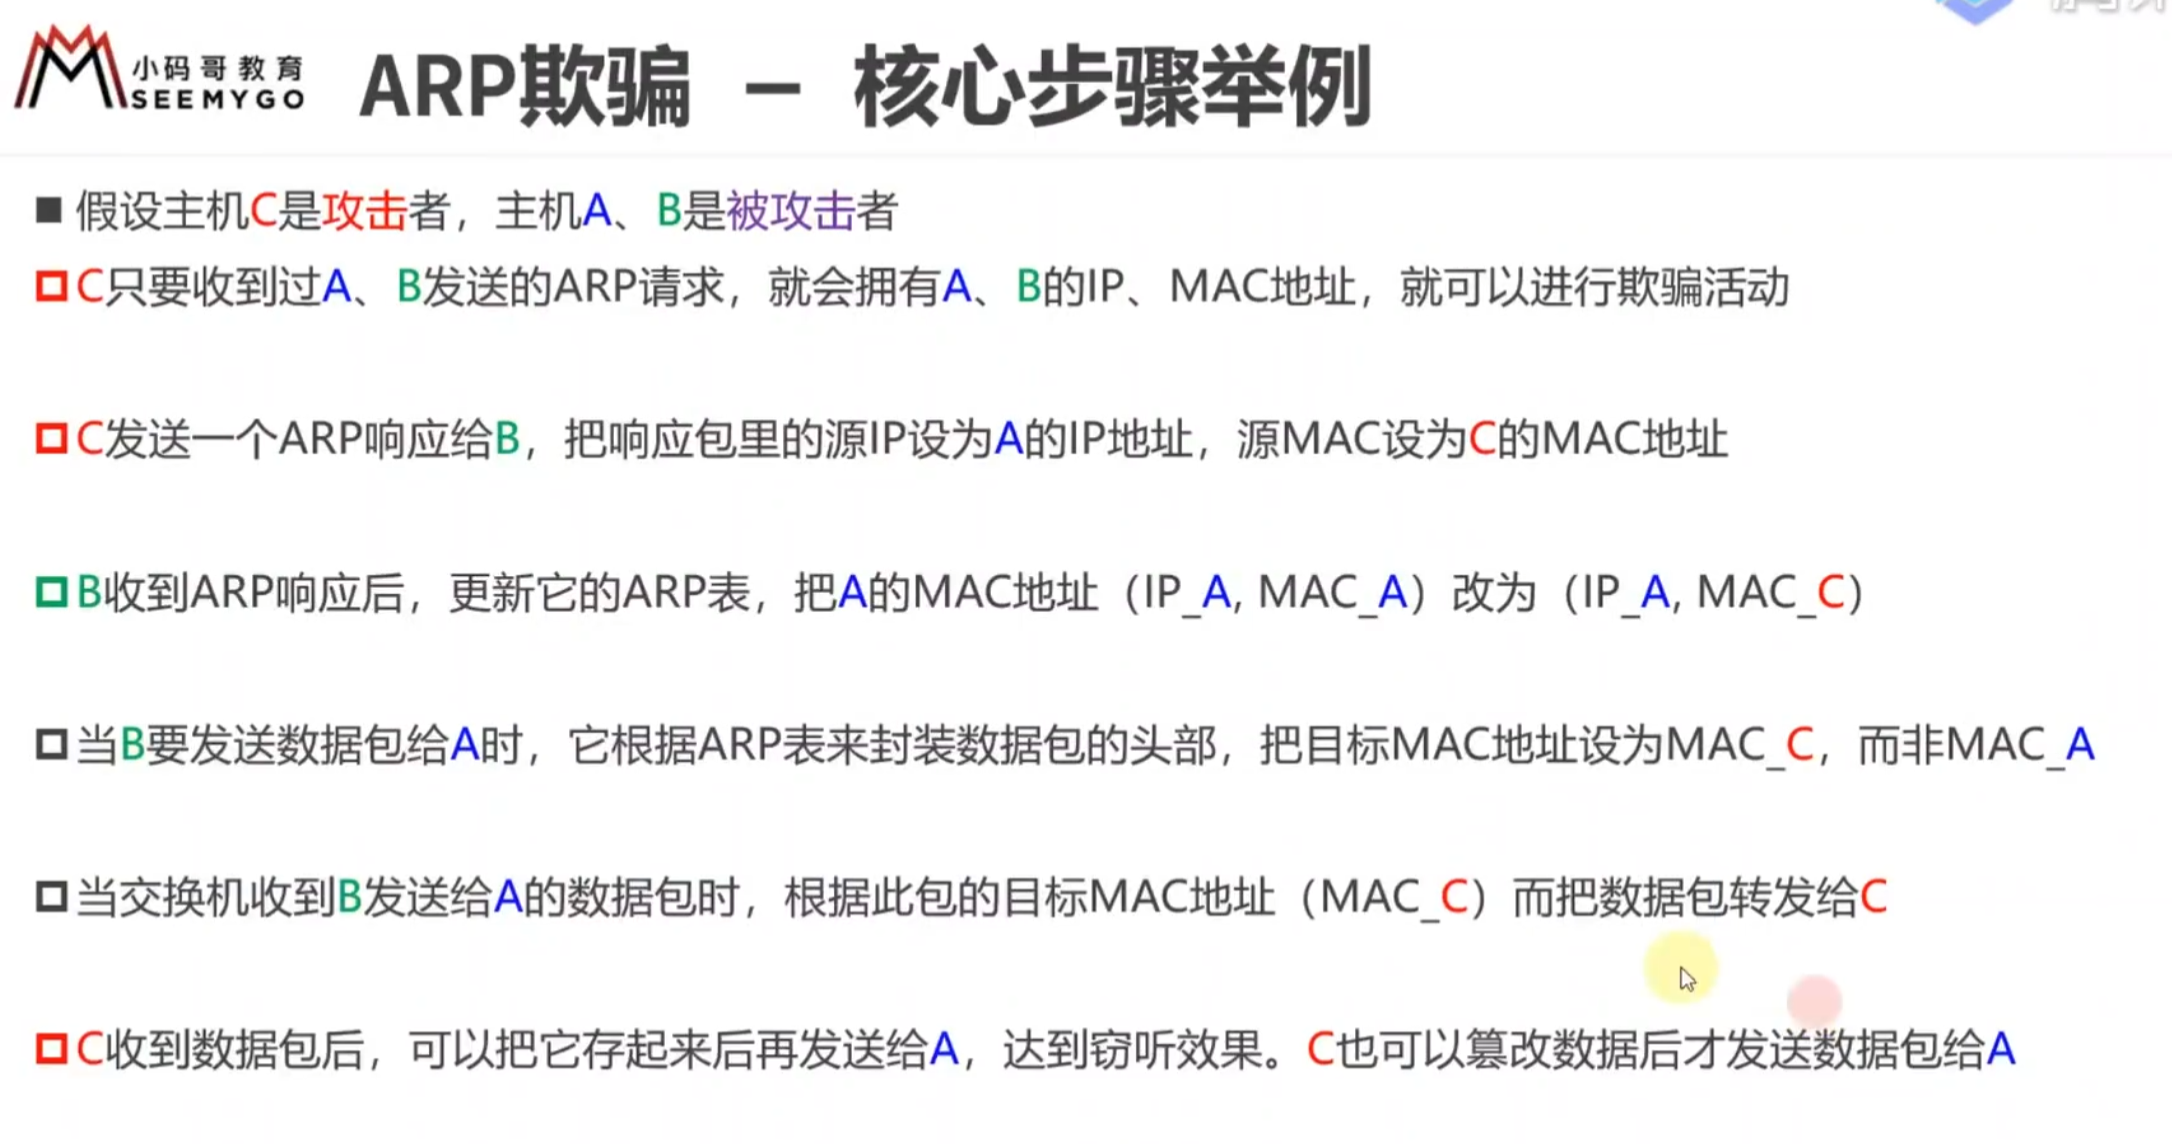 小码哥教育
SEEMYGO
ARP欺骗 – 核心步骤举例
假设主机C是攻击者，主机A、B是被攻击者
C只要收到过A、B发送的ARP请求，就会拥有A、B的IP、MAC地址，就可以进行欺骗活动
C发送一个ARP响应给B，把响应包里的源IP设为A的IP地址，源MAC设为C的MAC地址
B收到ARP响应后，更新它的ARP表，把A的MAC地址（IP_A, MAC_A）改为（IP_A, MAC_C）
当B要发送数据包给A时，它根据ARP表来封装数据包的头部，把目标MAC地址设为MAC_C，而非MAC_A
当交换机收到B发送给A的数据包时，根据此包的目标MAC地址（MAC_C）而把数据包转发给C
C收到数据包后，可以把它存起来后再发送给A，达到窃听效果。C也可以篡改数据后才发送数据包给A